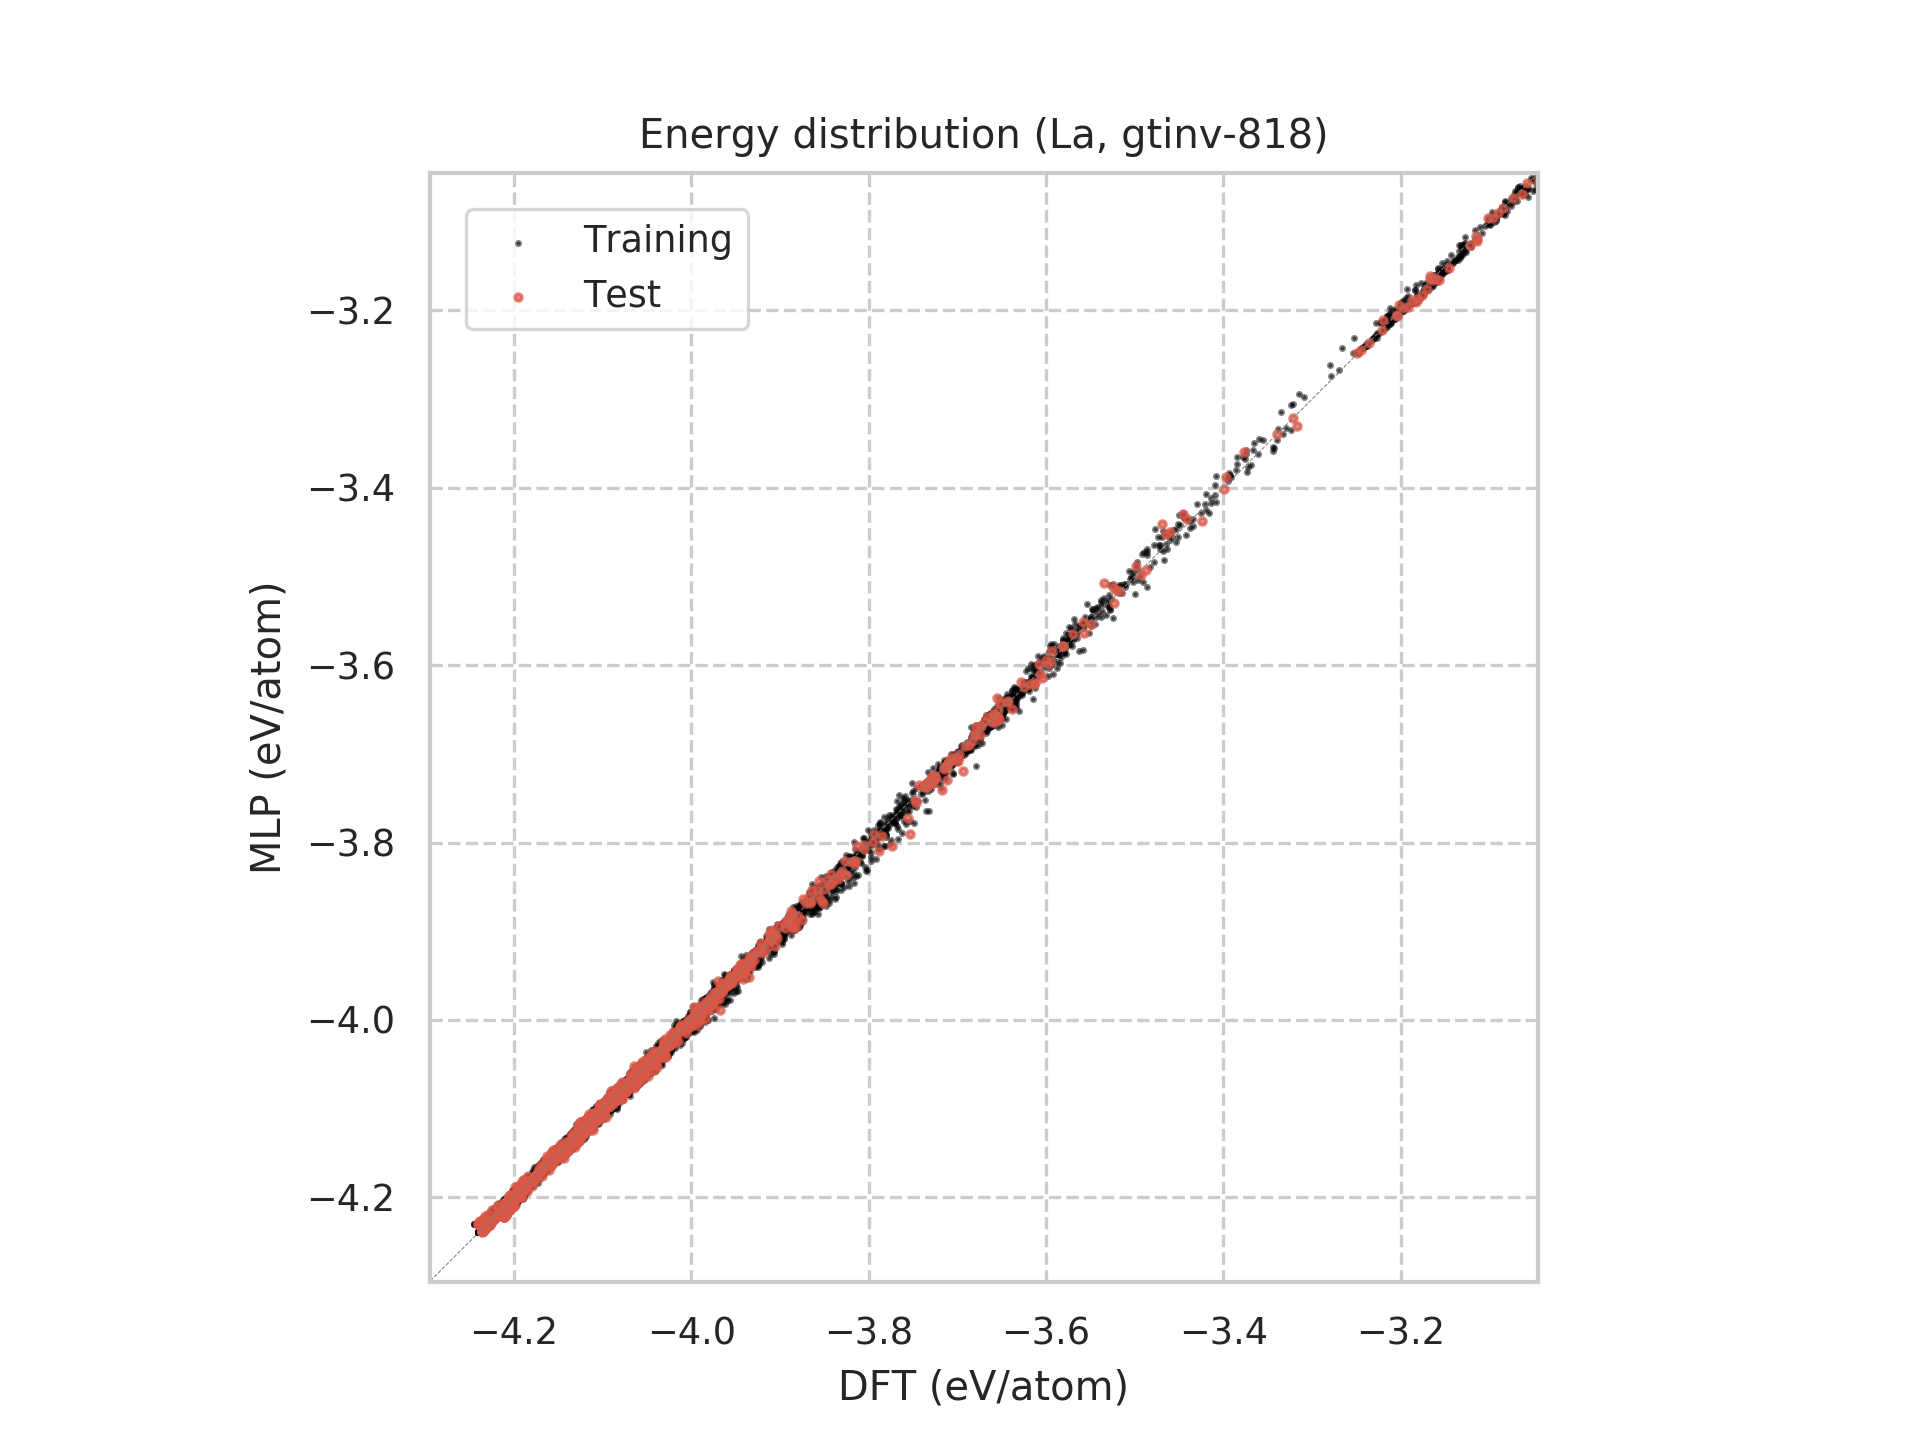 Energy distribution (La, gtinv-818)
Training
Test
−3.2
−3.4
−3.6
−3.8
−4.0
−4.2
MLP (eV/atom)
−4.2 −4.0 −3.8 −3.6 −3.4 −3.2
DFT (eV/atom)